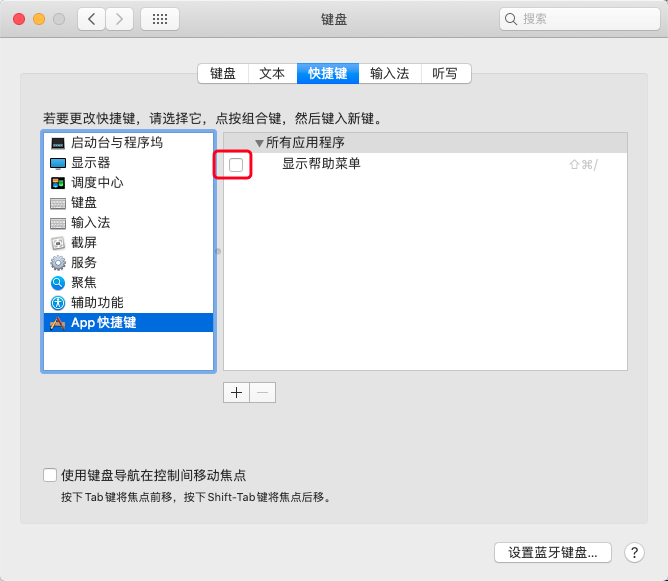 键盘
搜索
键盘 文本 快捷键 输入法 听写
若要更改快捷键，请选择它，点按组合键，然后键入新键。
启动台与程序坞
显示器
调度中心
键盘
输入法
截屏
服务
聚焦
辅助功能
App 快捷键
所有应用程序
显示帮助菜单 ⇧⌘/
使用键盘导航在控制间移动焦点
按下 Tab 键将焦点前移，按下 Shift-Tab 键将焦点后移。
设置蓝牙键盘... ?